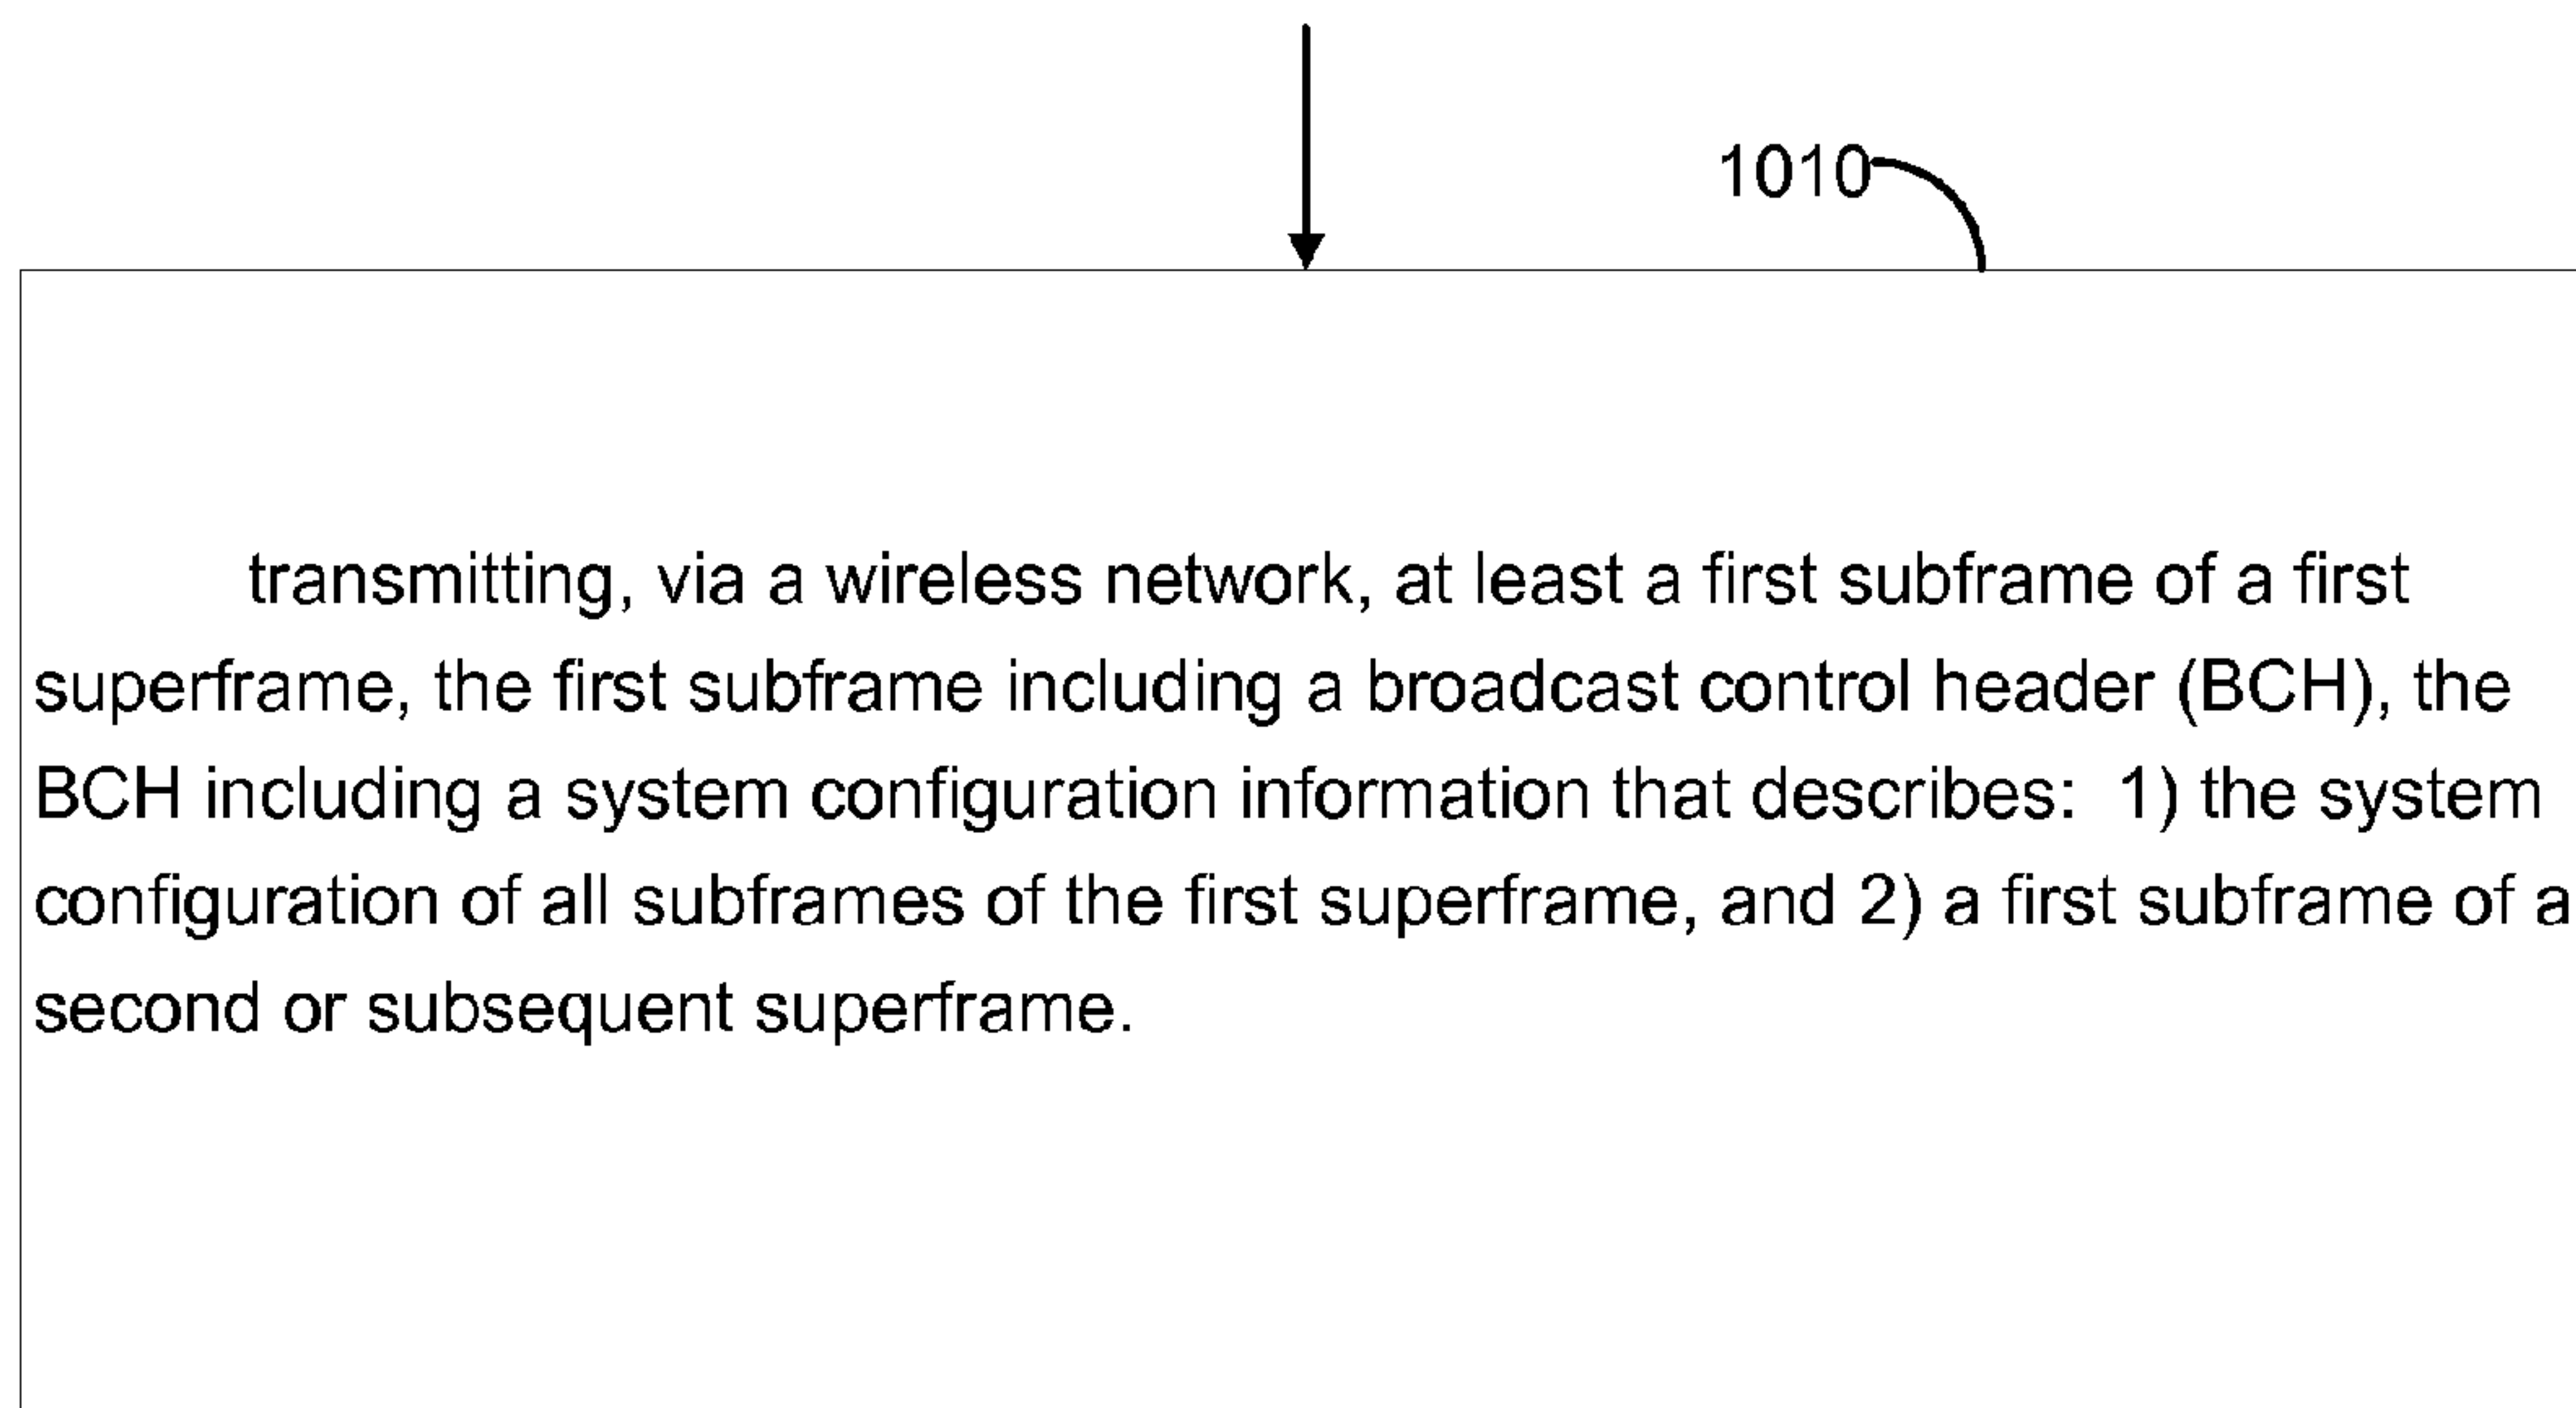 1010
transmitting, via a wireless network, at least a first subframe of a first
superframe, the first subframe including a broadcast control header (BCH), the
BCH including a system configuration information that describes:  1) the system
configuration of all subframes of the first superframe, and 2) a first subframe of a
second or subsequent superframe.